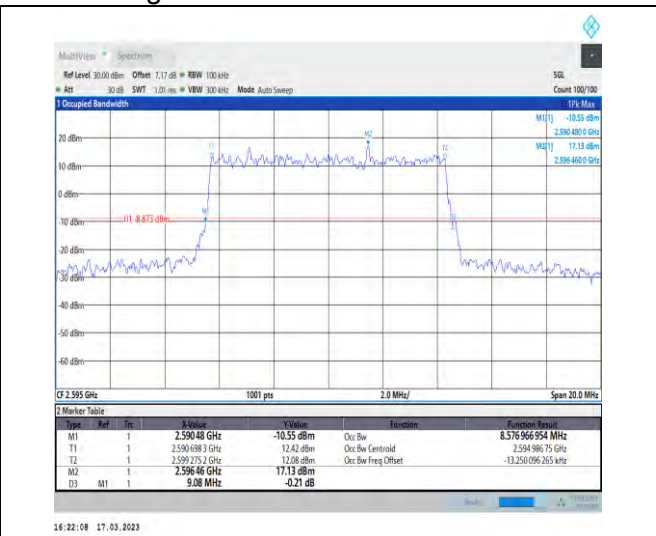 MultiView Spectrum
Ref Level 30.00 dBm Offset 7.17 dB RBW 100 kHz SGL
Att 30 dB SWT 1.01 ms VBW 300 kHz Mode Auto Sweep Count 100/100
1 Occupied Bandwidth 1Pk Max
M1[1] -10.55 dBm
2.590 480 0 GHz
M2[1] 17.13 dBm
2.596 460 0 GHz
M2
T1
T2
20 dBm
10 dBm
0 dBm
M1
H1 -8.873 dBm
D3
-10 dBm
-20 dBm
-30 dBm
-40 dBm
-50 dBm
-60 dBm
CF 2.595 GHz 1001 pts 2.0 MHz/ Span 20.0 MHz
2 Marker Table
Type Ref Trc X-Value Y-Value Function Function Result
M1 1 2.590 48 GHz -10.55 dBm Occ Bw 8.576 966 954 MHz
T1 1 2.590 698 3 GHz 12.42 dBm Occ Bw Centroid 2.594 986 75 GHz
T2 1 2.599 275 2 GHz 12.08 dBm Occ Bw Freq Offset -13.250 096 265 kHz
M2 1 2.596 46 GHz 17.13 dBm
D3 M1 1 9.08 MHz -0.21 dB
16:22:08 17.03.2023